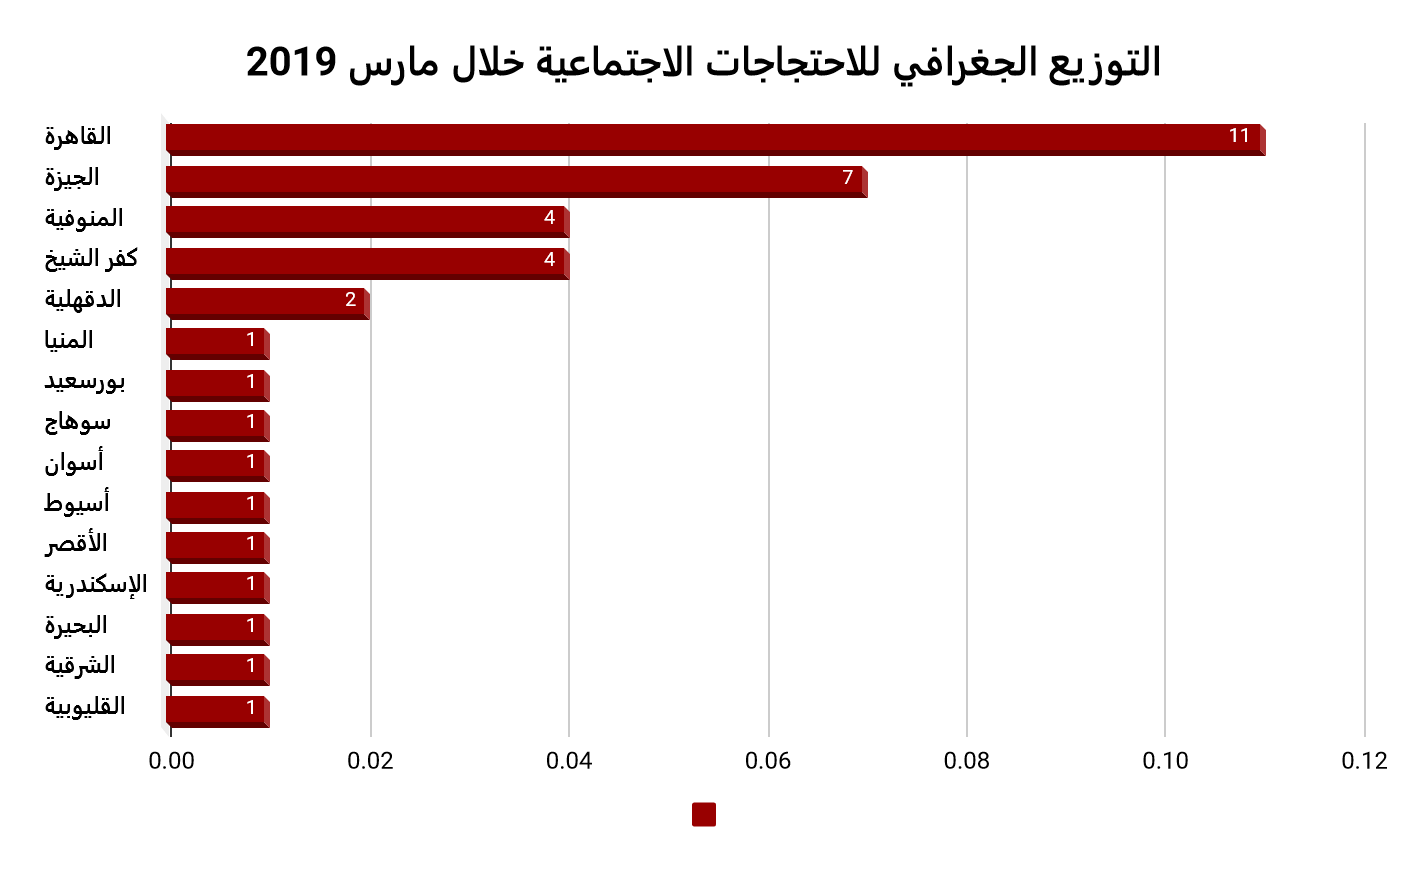 التوزيع الجغرافي للاحتجاجات الاجتماعية خلال مارس 2019
القاهرة 11
الجيزة 7
المنوفية 4
كفر الشيخ 4
الدقهلية 2
المنيا 1
بورسعيد 1
سوهاج 1
أسوان 1
أسيوط 1
الأقصر 1
الإسكندرية 1
البحيرة 1
الشرقية 1
القليوبية 1
0.00 0.02 0.04 0.06 0.08 0.10 0.12